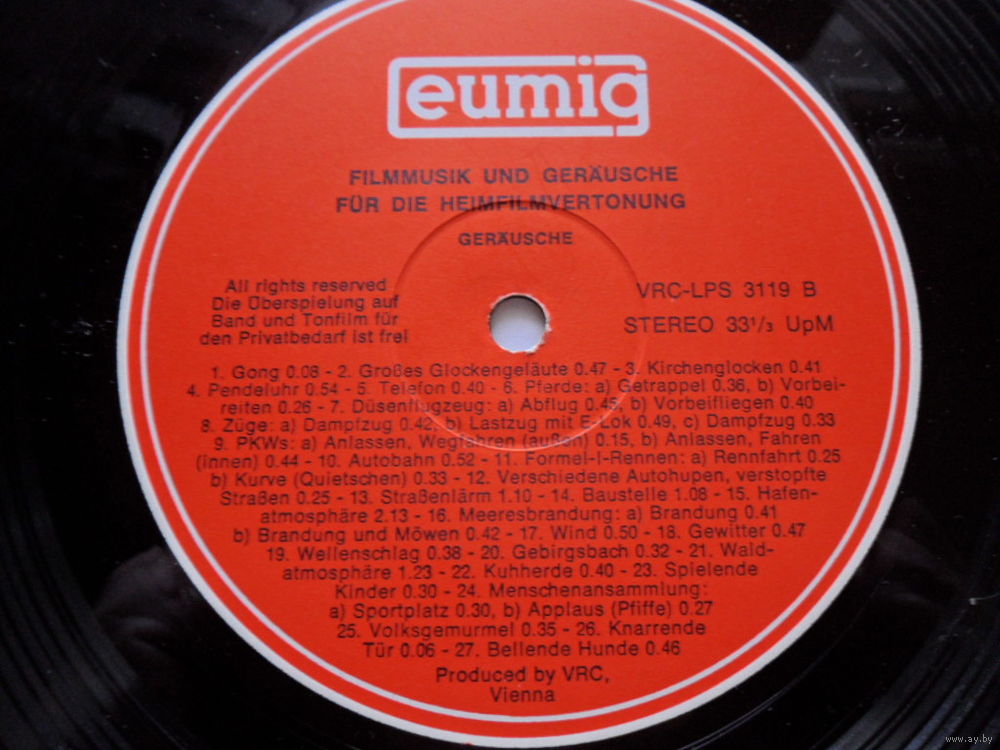 eumig
FILMMUSIK UND GERÄUSCHE
FÜR DIE HEIMFILMVERTONUNG
GERÄUSCHE
All rights reserved
Die Überspielung auf
Band und Tonfilm für
den Privatbedarf ist frei
VRC-LPS 3119 B
STEREO 33¹/₃ UpM
1. Gong 0.08 - 2. Großes Glockengeläute 0.47 - 3. Kirchenglocken 0.41
4. Pendeluhr 0.54 - 5. Telefon 0.40 - 6. Pferde: a) Getrappel 0.36, b) Vorbei-
reiten 0.26 - 7. Düsenflugzeug: a) Abflug 0.45, b) Vorbeifliegen 0.40
8. Züge: a) Dampfzug 0.42, b) Lastzug mit E-Lok 0.49, c) Dampfzug 0.33
9. PKWs: a) Anlassen, Wegfahren (außen) 0.15, b) Anlassen, Fahren
(innen) 0.44 - 10. Autobahn 0.52 - 11. Formel-I-Rennen: a) Rennfahrt 0.25
b) Kurve (Quietschen) 0.33 - 12. Verschiedene Autohupen, verstopfte
Straßen 0.25 - 13. Straßenlärm 1.10 - 14. Baustelle 1.08 - 15. Hafen-
atmosphäre 2.13 - 16. Meeresbrandung: a) Brandung 0.41
b) Brandung und Möwen 0.42 - 17. Wind 0.50 - 18. Gewitter 0.47
19. Wellenschlag 0.38 - 20. Gebirgsbach 0.32 - 21. Wald-
atmosphäre 1.23 - 22. Kuhherde 0.40 - 23. Spielende
Kinder 0.30 - 24. Menschenansammlung:
a) Sportplatz 0.30, b) Applaus (Pfiffe) 0.27
25. Volksgemurmel 0.35 - 26. Knarrende
Tür 0.06 - 27. Bellende Hunde 0.46
Produced by VRC,
Vienna
www.ay.by